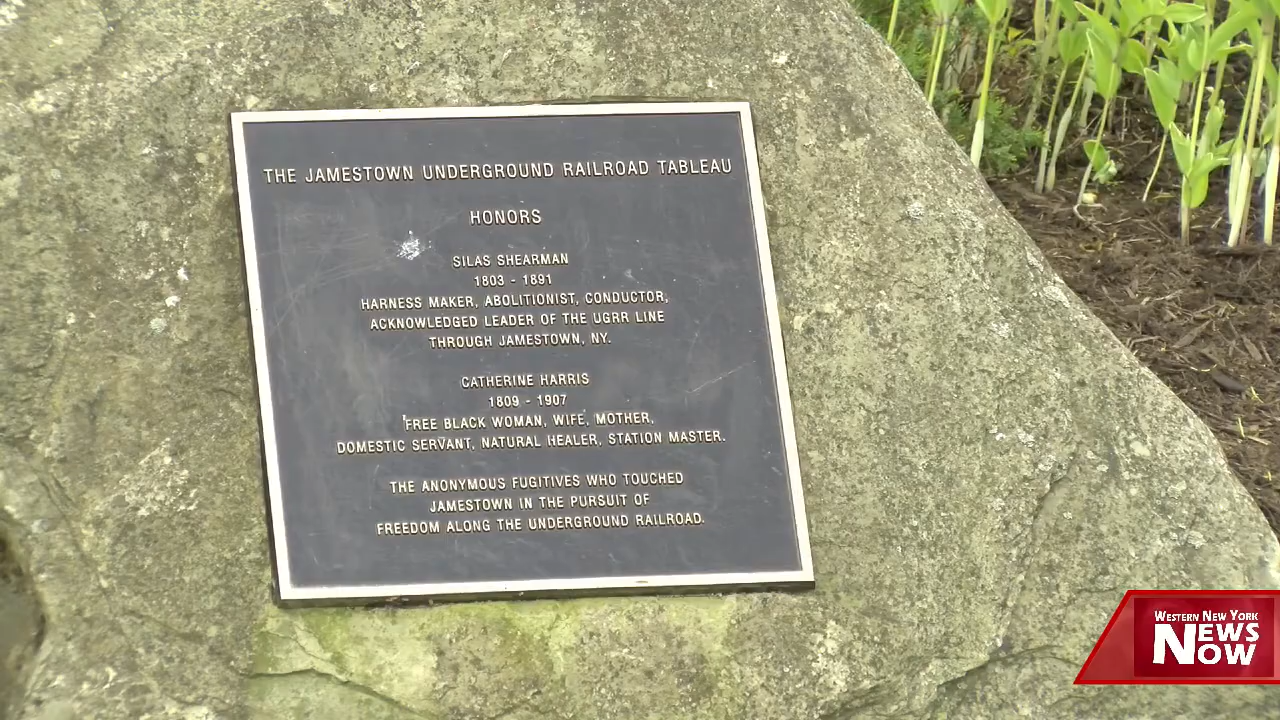 THE JAMESTOWN UNDERGROUND RAILROAD TABLEAU
HONORS
SILAS SHEARMAN
1803 - 1891
HARNESS MAKER, ABOLITIONIST, CONDUCTOR,
ACKNOWLEDGED LEADER OF THE UGRR LINE
THROUGH JAMESTOWN, NY.
CATHERINE HARRIS
1809 - 1907
FREE BLACK WOMAN, WIFE, MOTHER,
DOMESTIC SERVANT, NATURAL HEALER, STATION MASTER.
THE ANONYMOUS FUGITIVES WHO TOUCHED
JAMESTOWN IN THE PURSUIT OF
FREEDOM ALONG THE UNDERGROUND RAILROAD.
WESTERN NEW YORK
NEWS
NOW